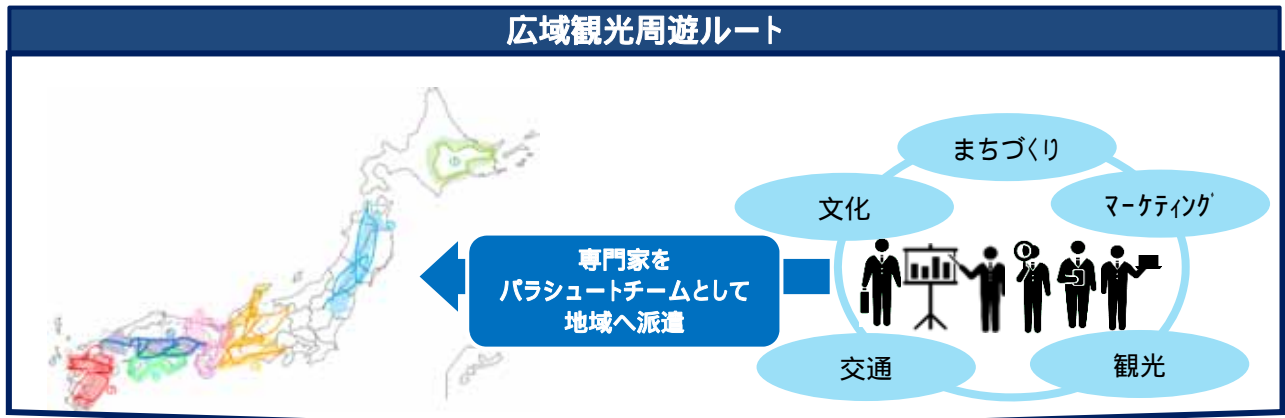 広域観光周遊ルート
まちづくり
文化
マーケティング
専門家を
パラシュートチームとして
地域へ派遣
交通
観光